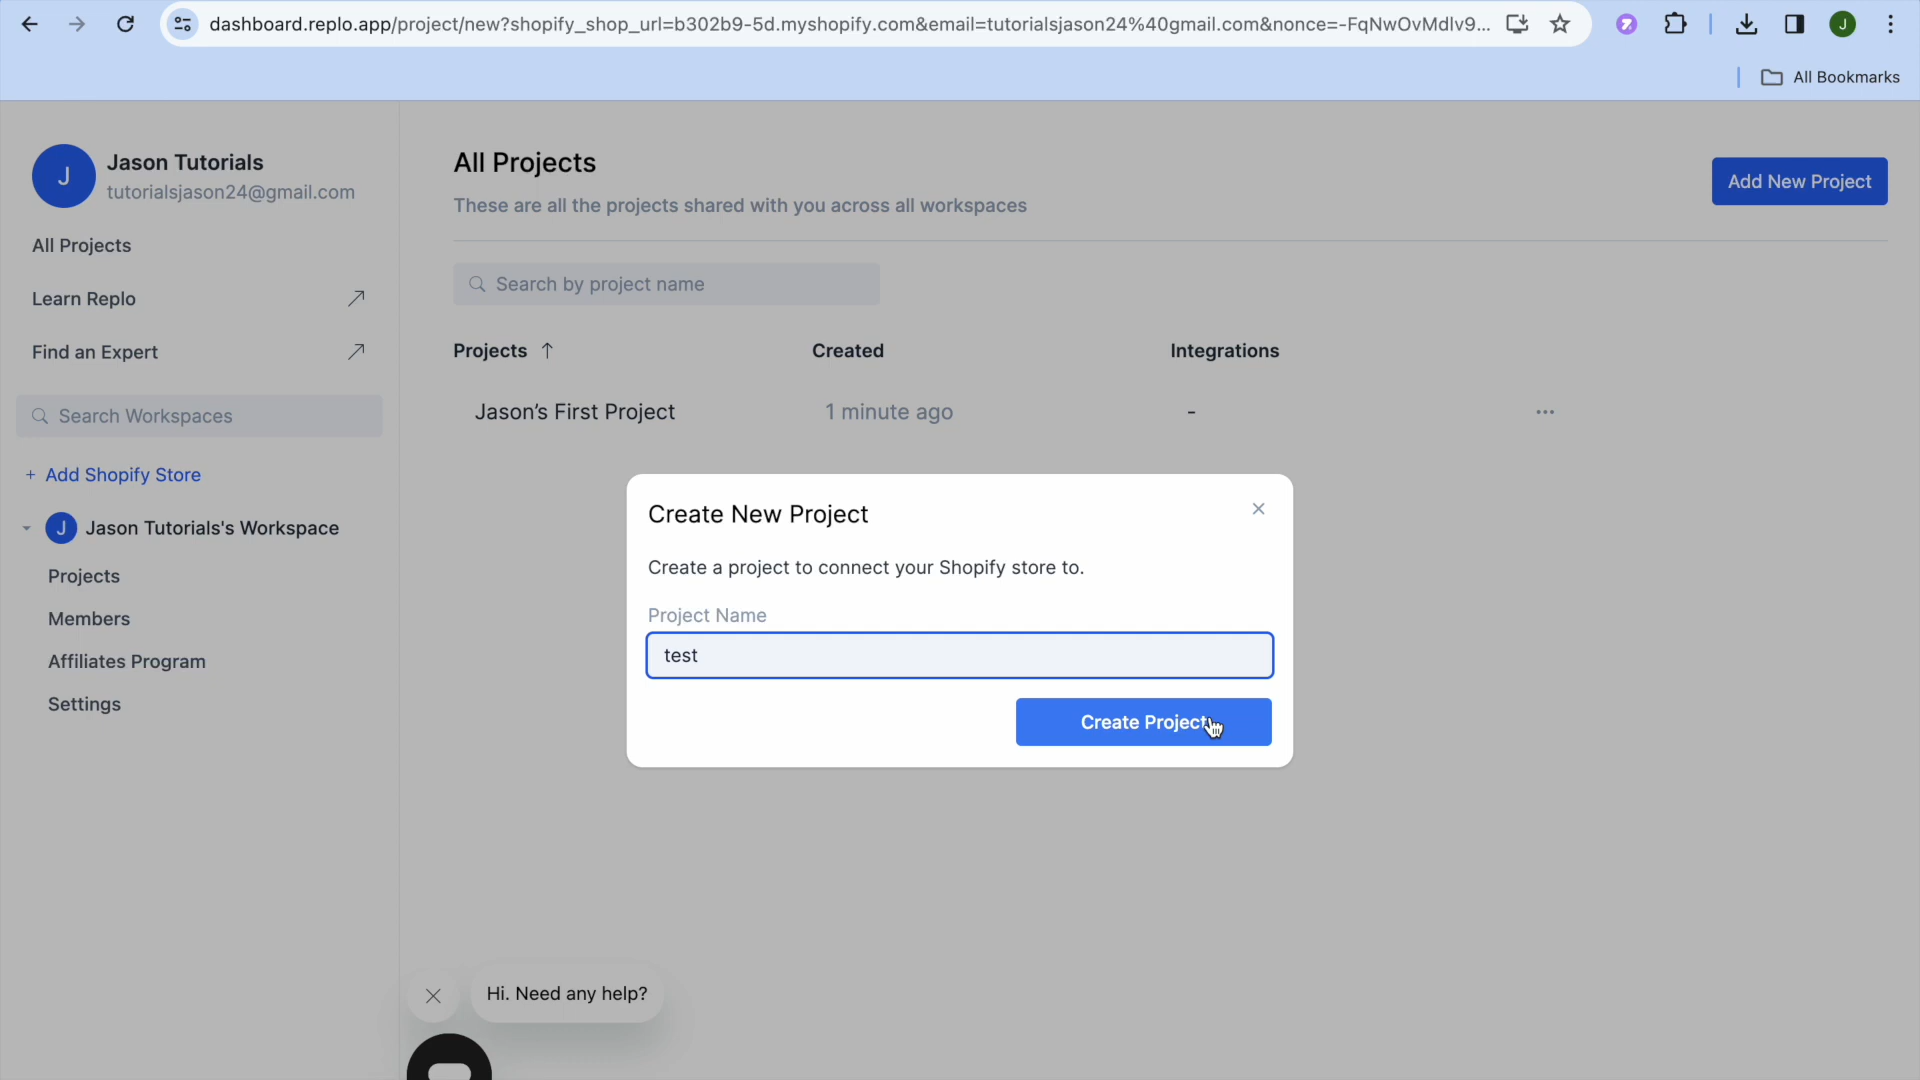 dashboard.replo.app/project/new?shopify_shop_url=b302b9-5d.myshopify.com&email=tutorialsjason24%40gmail.com&nonce=-FqNwOvMdlv9...
J
All Bookmarks
J
Jason Tutorials
tutorialsjason24@gmail.com
All Projects
Learn Replo
Find an Expert
Search Workspaces
+ Add Shopify Store
J Jason Tutorials's Workspace
Projects
Members
Affiliates Program
Settings
All Projects
These are all the projects shared with you across all workspaces
Add New Project
Search by project name
Projects ↑ Created Integrations
Jason's First Project 1 minute ago - ...
Create New Project
Create a project to connect your Shopify store to.
Project Name
test
Create Project
Hi. Need any help?